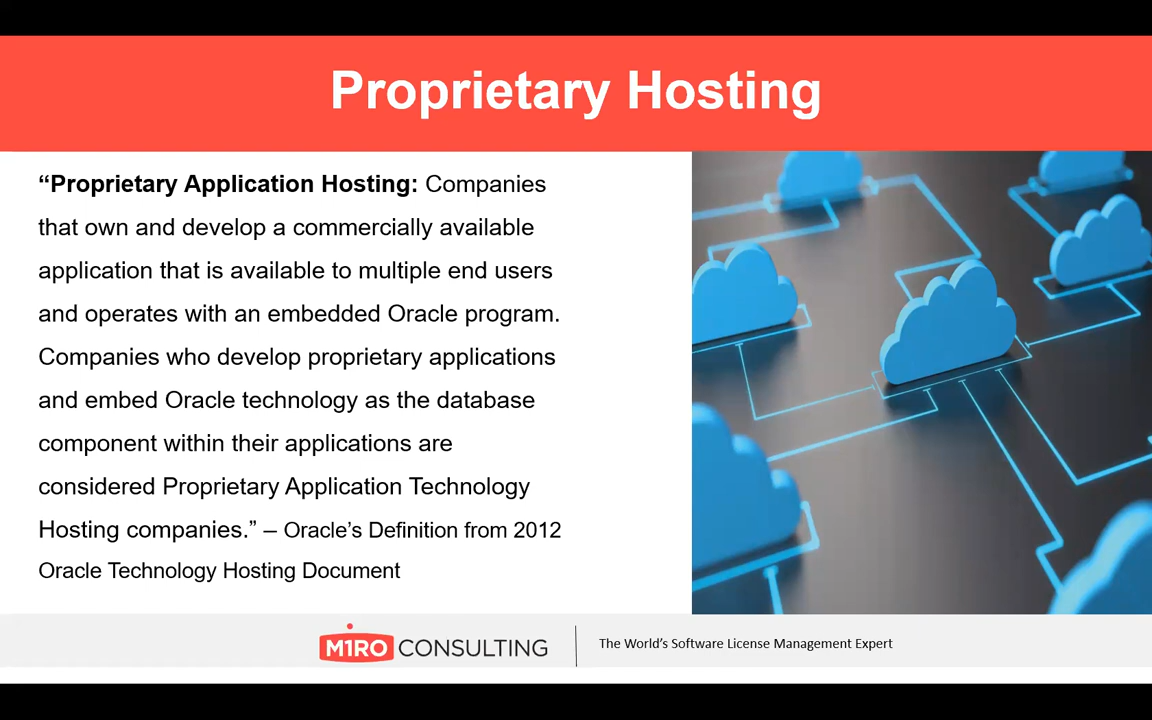 Proprietary Hosting
“Proprietary Application Hosting: Companies
that own and develop a commercially available
application that is available to multiple end users
and operates with an embedded Oracle program.
Companies who develop proprietary applications
and embed Oracle technology as the database
component within their applications are
considered Proprietary Application Technology
Hosting companies.” – Oracle’s Definition from 2012
Oracle Technology Hosting Document
MIRO CONSULTING
The World’s Software License Management Expert